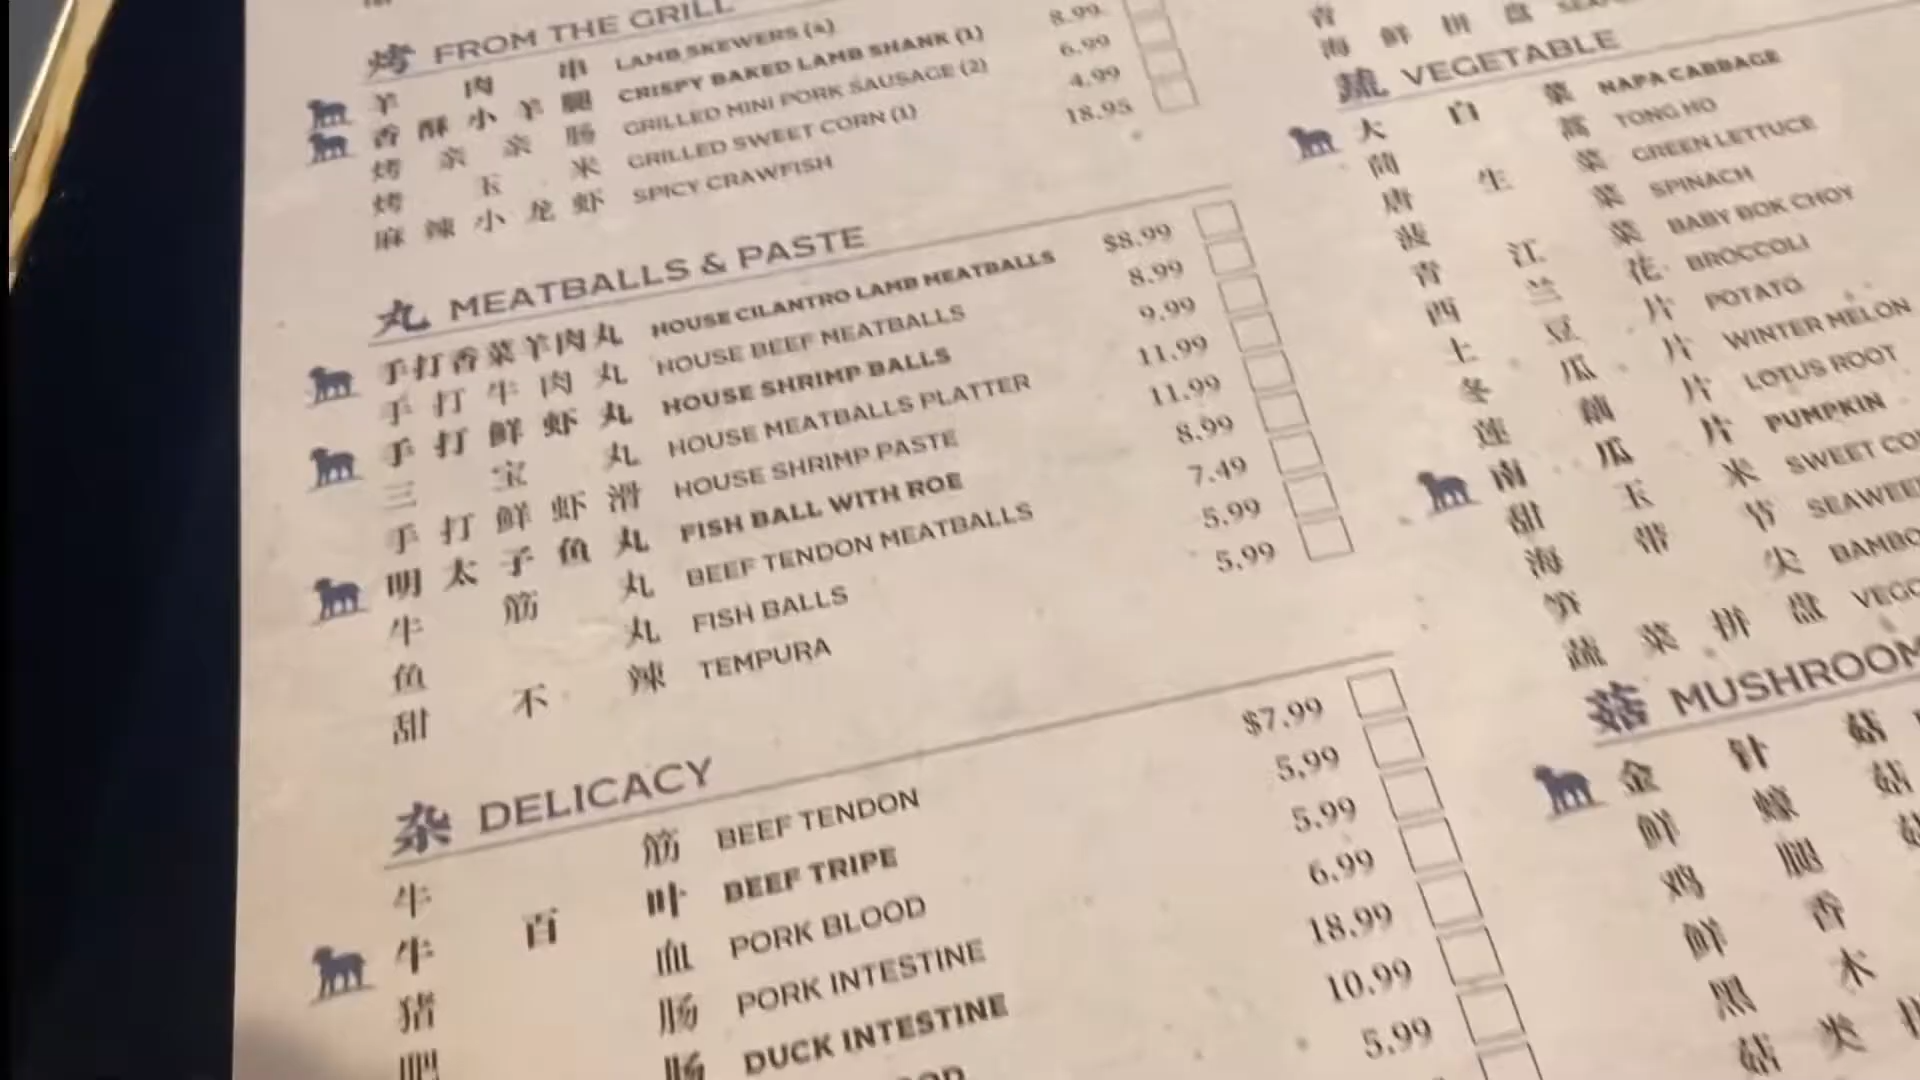 烤 FROM THE GRILL
羊肉串 LAMB SKEWERS (4)
香酥小羊腿 CRISPY BAKED LAMB SHANK (1) 8.99
烤亲亲肠 GRILLED MINI PORK SAUSAGE (2) 6.99
烤玉米 GRILLED SWEET CORN (1) 4.99
麻辣小龙虾 SPICY CRAWFISH 18.95
丸 MEATBALLS & PASTE
手打香菜羊肉丸 HOUSE CILANTRO LAMB MEATBALLS $8.99
手打牛肉丸 HOUSE BEEF MEATBALLS 8.99
手打鲜虾丸 HOUSE SHRIMP BALLS 9.99
三宝丸 HOUSE MEATBALLS PLATTER 11.99
手打鲜虾滑 HOUSE SHRIMP PASTE 11.99
明太子鱼丸 FISH BALL WITH ROE 8.99
牛筋丸 BEEF TENDON MEATBALLS 7.49
鱼丸 FISH BALLS 5.99
甜不辣 TEMPURA 5.99
杂 DELICACY
牛筋 BEEF TENDON $7.99
牛百叶 BEEF TRIPE 5.99
猪血 PORK BLOOD 5.99
肥肠 PORK INTESTINE 6.99
肠 DUCK INTESTINE 18.99
10.99
5.99
海鲜拼盘
蔬 VEGETABLE
大白菜 NAPA CABBAGE
茼蒿 TONG HO
唐生菜 GREEN LETTUCE
菠菜 SPINACH
青江菜 BABY BOK CHOY
西兰花 BROCCOLI
土豆片 POTATO
冬瓜片 WINTER MELON
莲藕片 LOTUS ROOT
南瓜片 PUMPKIN
甜玉米 SWEET CO
海带节 SEAWEE
笋尖 BAMBO
蔬菜拼盘 VEGG
菇 MUSHROOM
金针菇
鲜蠔菇
鸡腿菇
鲜香
黑木
菇类拼